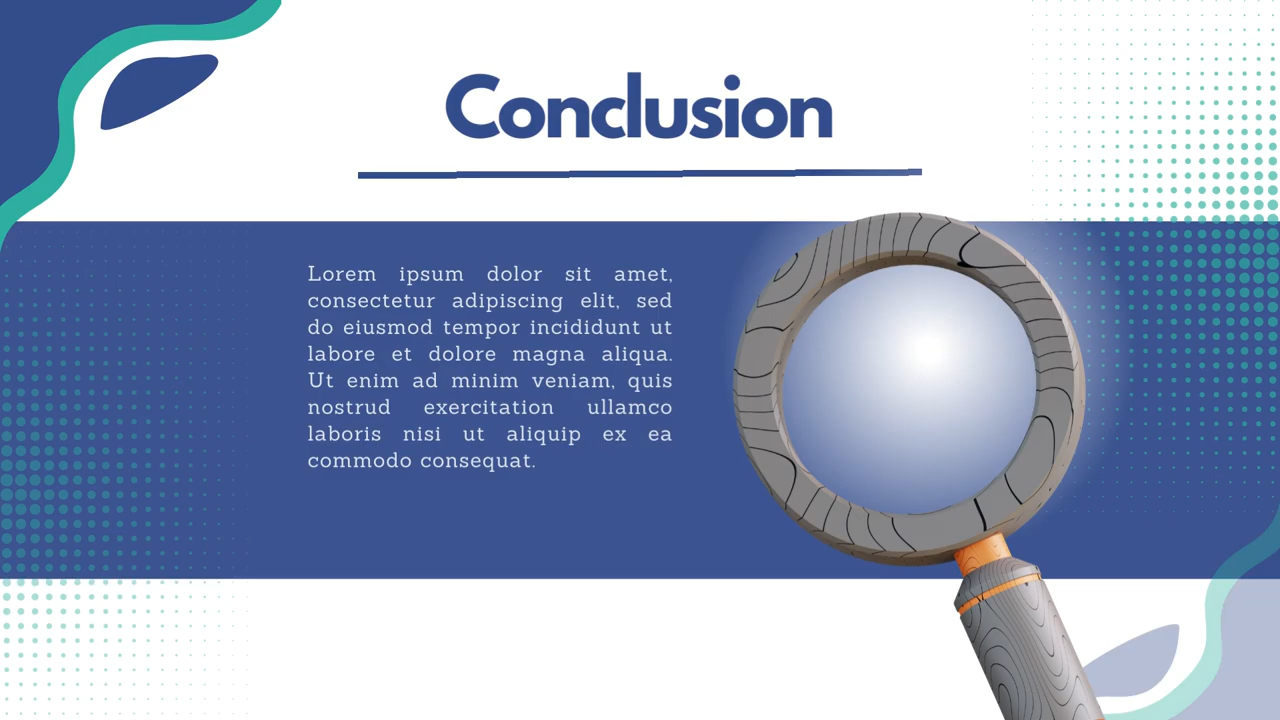 Conclusion
Lorem ipsum dolor sit amet,
consectetur adipiscing elit, sed
do eiusmod tempor incididunt ut
labore et dolore magna aliqua.
Ut enim ad minim veniam, quis
nostrud exercitation ullamco
laboris nisi ut aliquip ex ea
commodo consequat.